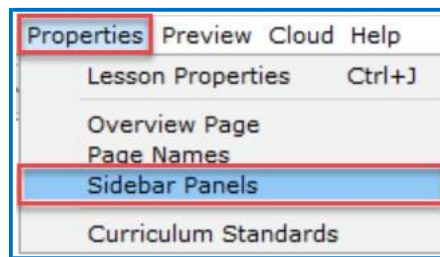 Properties Preview Cloud Help
Lesson Properties Ctrl+J
Overview Page
Page Names
Sidebar Panels
Curriculum Standards